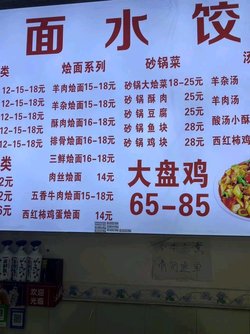 面 水 饺
类 烩面系列 砂锅菜
12-15-18元 羊肉烩面15-18元 砂锅大烩菜18-25元 羊杂汤
12-15-18元 羊杂烩面15-18元 砂锅 酥肉 25元 羊肉汤
12-15-18元 酥肉烩面16-18元 砂锅 豆腐 25元 酸汤小酥
12-15-18元 排骨烩面15-18元 砂锅 鱼块 28元 西红柿鸡
三鲜烩面16-18元 砂锅 鸡块 28元
2元 肉丝烩面 14元 大盘鸡
2元 五香牛肉烩面15-18元 65-85
6元 西红柿鸡蛋烩面 14元
欢迎
光临